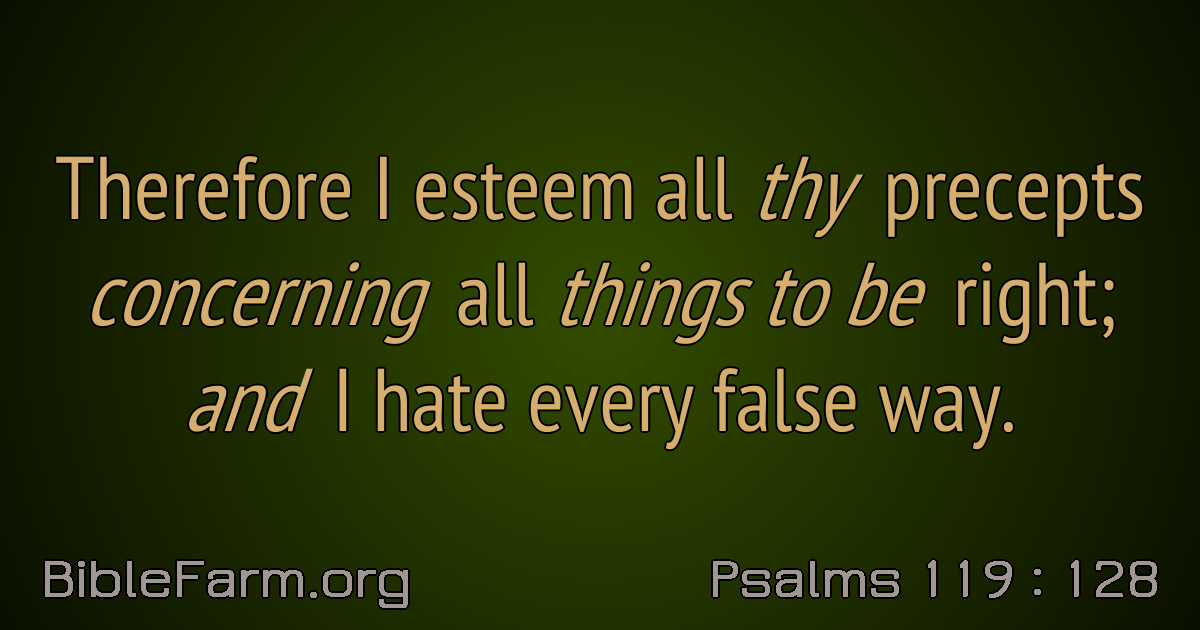 Therefore I esteem all thy precepts
concerning all things to be right;
and I hate every false way.
BibleFarm.org
Psalms 119 : 128